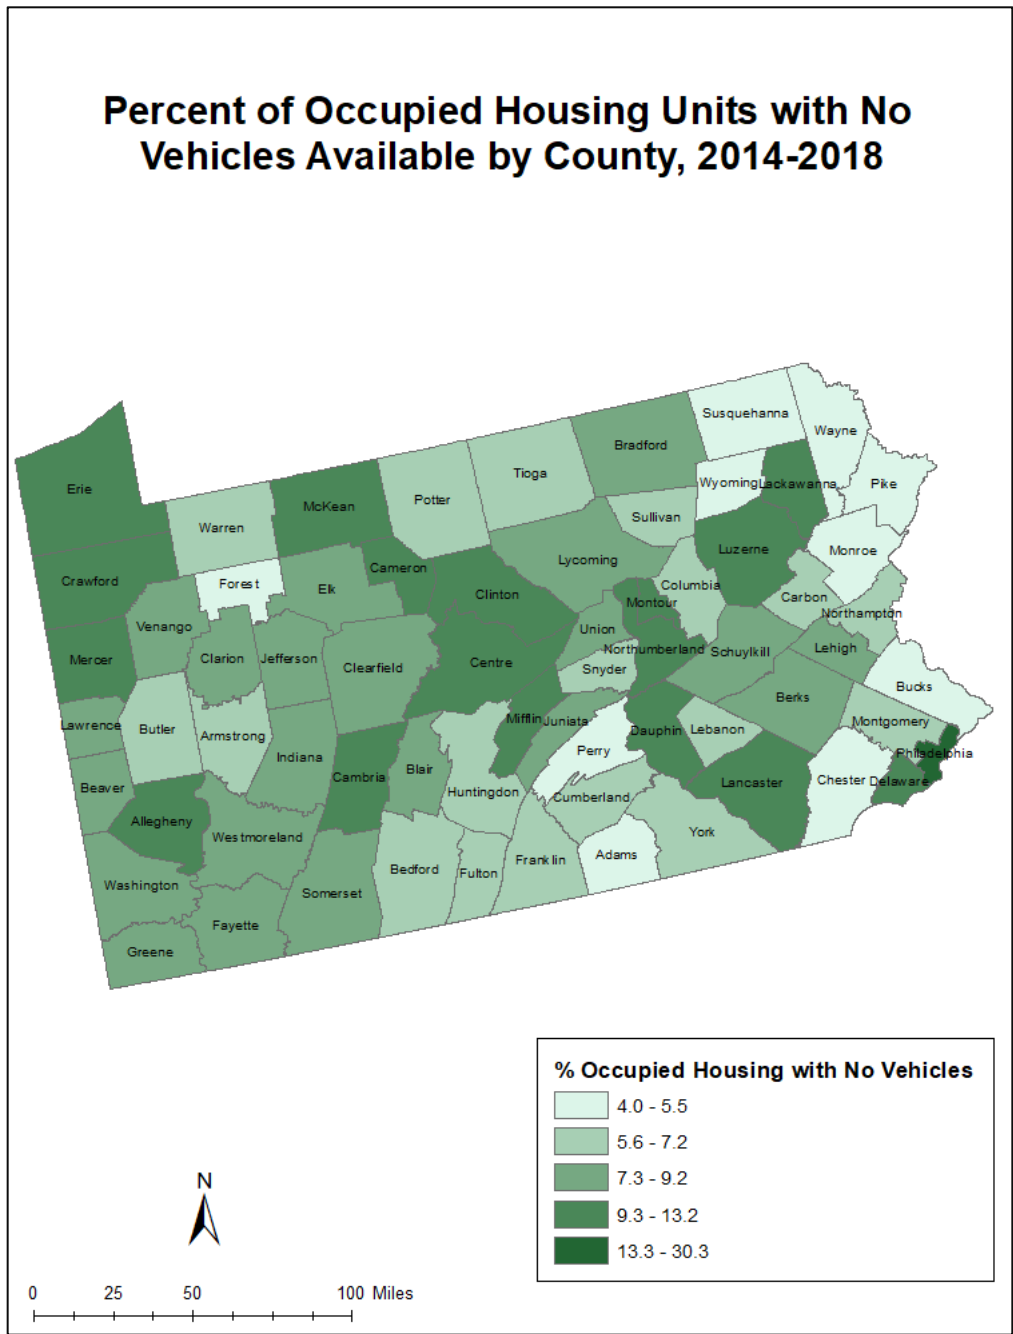 Percent of Occupied Housing Units with No
Vehicles Available by County, 2014-2018
Susquehanna
Wayne
Bradford
Tioga
Erie
Wyoming
Lackawanna
Pike
Potter
McKean
Sullivan
Warren
Luzerne
Monroe
Lycoming
Cameron
Crawford
Forest
Elk
Columbia
Clinton
Carbon
Montour
Northampton
Venango
Union
Northumberland
Schuylkill
Lehigh
Mercer
Clarion
Jefferson
Centre
Clearfield
Snyder
Bucks
Berks
Mifflin
Juniata
Montgomery
Lawrence
Butler
Armstrong
Dauphin
Lebanon
Perry
Philadelphia
Indiana
Blair
Cambria
Chester
Delaware
Lancaster
Beaver
Huntingdon
Cumberland
Allegheny
Westmoreland
York
Adams
Franklin
Bedford
Fulton
Washington
Somerset
Fayette
Greene
% Occupied Housing with No Vehicles
4.0 - 5.5
5.6 - 7.2
7.3 - 9.2
9.3 - 13.2
13.3 - 30.3
N
0 25 50 100 Miles